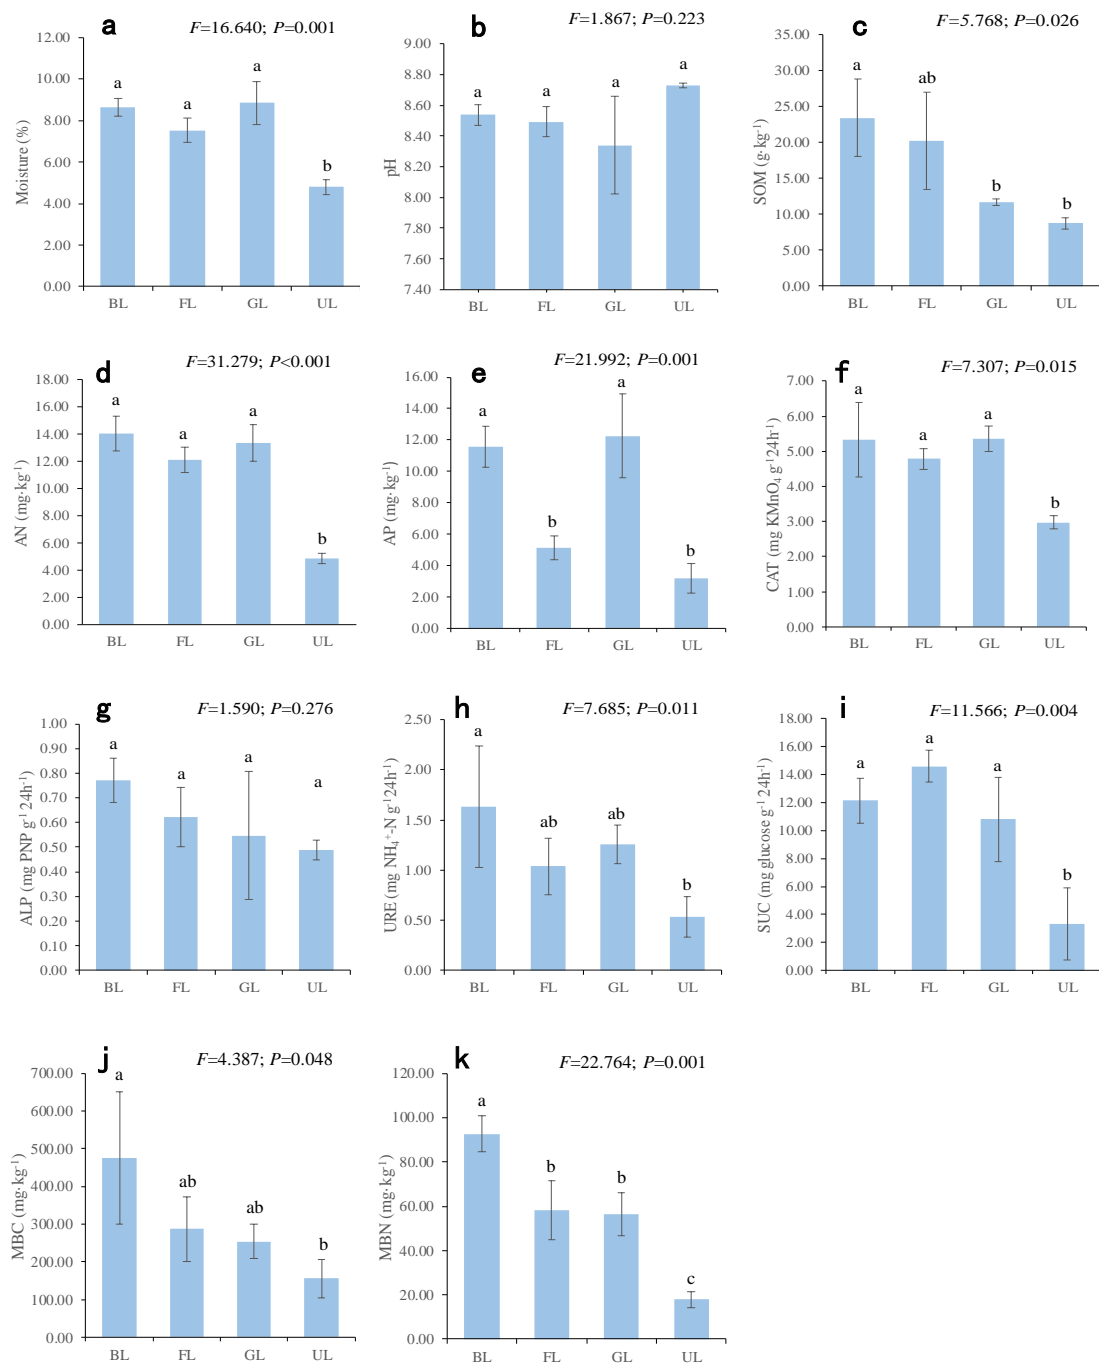 a
F=16.640; P=0.001
12.00
10.00
8.00
6.00
4.00
2.00
0.00
Moisture (%)
a
a
a
b
BL FL GL UL
b
F=1.867; P=0.223
9.00
8.80
8.60
8.40
8.20
8.00
7.80
7.60
7.40
pH
a
a
a
a
BL FL GL UL
c
F=5.768; P=0.026
35.00
30.00
25.00
20.00
15.00
10.00
5.00
0.00
SOM (g·kg⁻¹)
a
ab
b
b
BL FL GL UL
d
F=31.279; P<0.001
18.00
16.00
14.00
12.00
10.00
8.00
6.00
4.00
2.00
0.00
AN (mg·kg⁻¹)
a
a
a
b
BL FL GL UL
e
F=21.992; P=0.001
16.00
14.00
12.00
10.00
8.00
6.00
4.00
2.00
0.00
AP (mg·kg⁻¹)
a
b
a
b
BL FL GL UL
f
F=7.307; P=0.015
7.00
6.00
5.00
4.00
3.00
2.00
1.00
0.00
CAT (mg KMnO₄ g⁻¹24h⁻¹)
a
a
a
b
BL FL GL UL
g
F=1.590; P=0.276
1.00
0.90
0.80
0.70
0.60
0.50
0.40
0.30
0.20
0.10
0.00
ALP (mg PNP g⁻¹24h⁻¹)
a
a
a
a
BL FL GL UL
h
F=7.685; P=0.011
2.50
2.00
1.50
1.00
0.50
0.00
URE (mg NH₄⁺-N g⁻¹24h⁻¹)
a
ab
ab
b
BL FL GL UL
i
F=11.566; P=0.004
18.00
16.00
14.00
12.00
10.00
8.00
6.00
4.00
2.00
0.00
SUC (mg glucose g⁻¹24h⁻¹)
a
a
a
b
BL FL GL UL
j
F=4.387; P=0.048
700.00
600.00
500.00
400.00
300.00
200.00
100.00
0.00
MBC (mg·kg⁻¹)
a
ab
ab
b
BL FL GL UL
k
F=22.764; P=0.001
120.00
100.00
80.00
60.00
40.00
20.00
0.00
MBN (mg·kg⁻¹)
a
b
b
c
BL FL GL UL